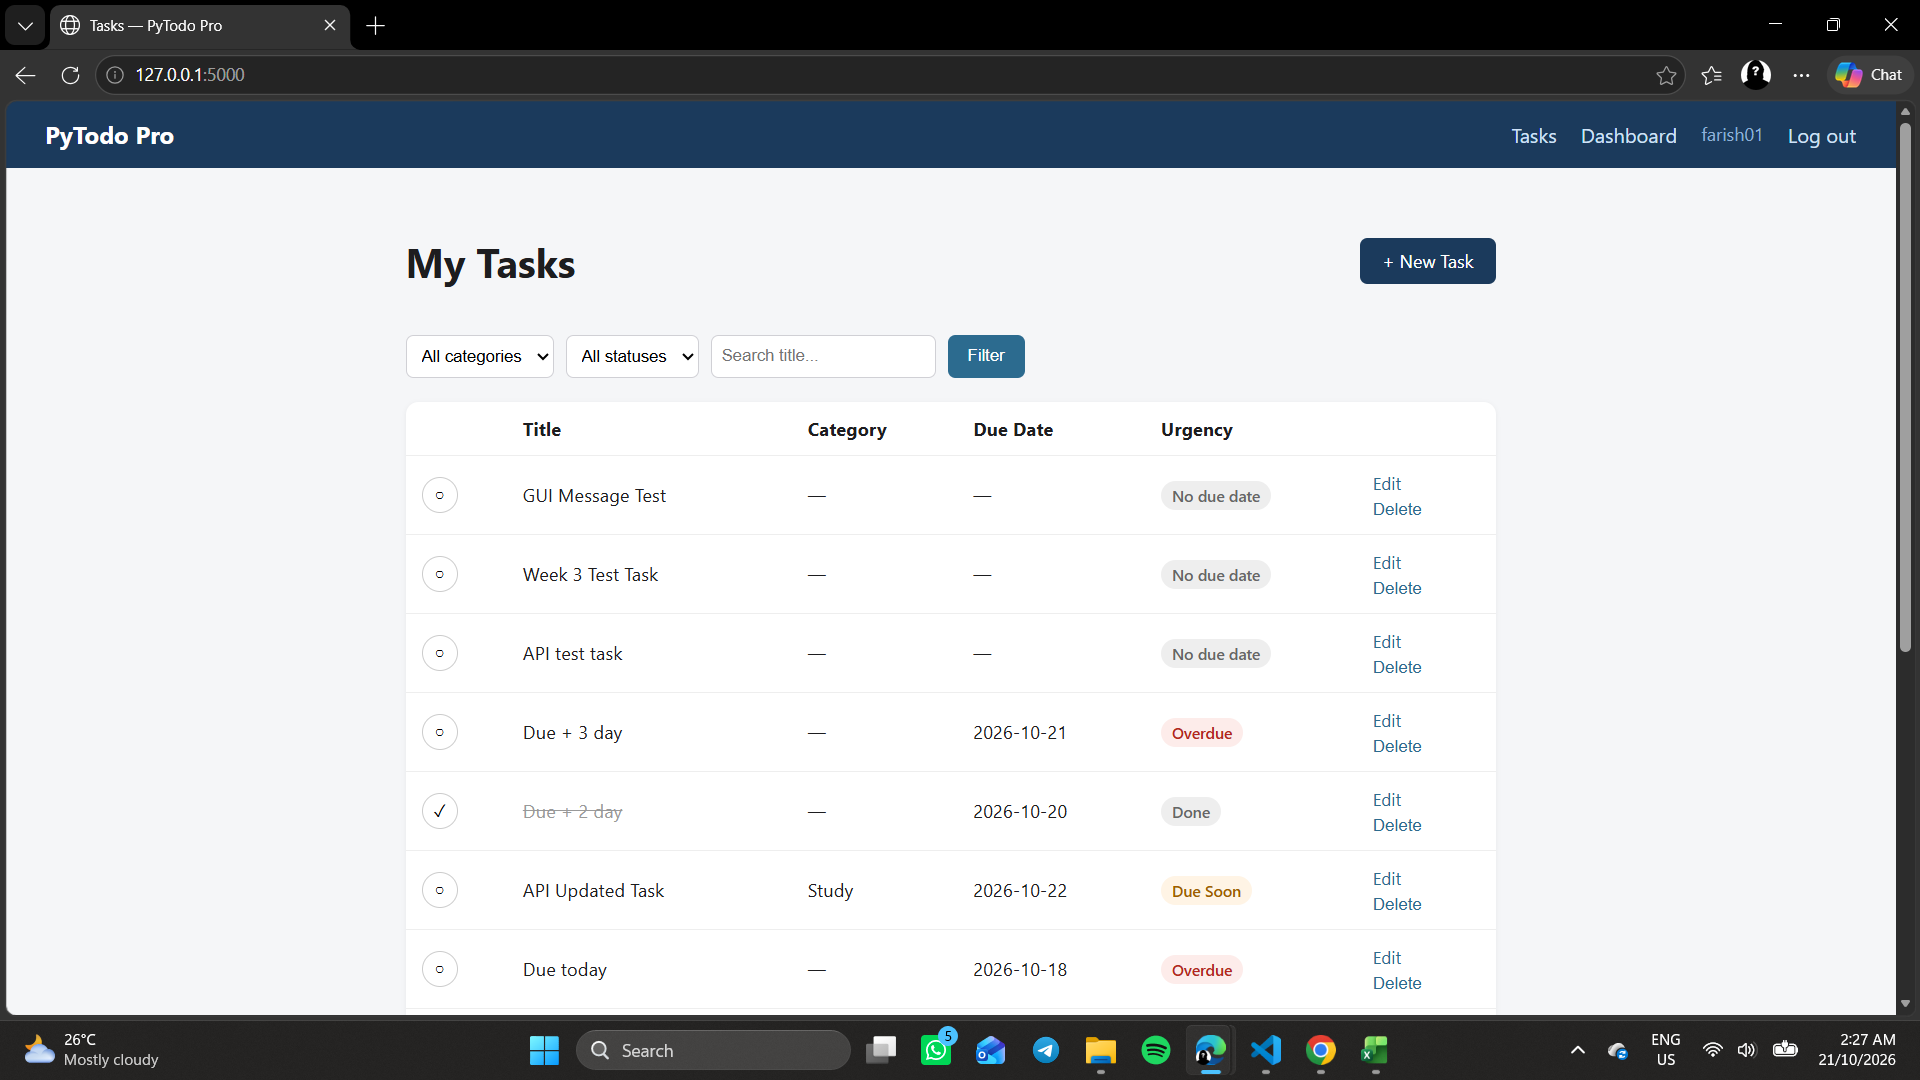 Tasks — PyTodo Pro
127.0.0.1:5000
Chat
PyTodo Pro
Tasks Dashboard farish01 Log out
My Tasks
+ New Task
All categories All statuses Search title... Filter
Title Category Due Date Urgency
GUI Message Test — — No due date Edit
Delete
Week 3 Test Task — — No due date Edit
Delete
API test task — — No due date Edit
Delete
Due + 3 day — 2026-10-21 Overdue Edit
Delete
✓ Due + 2 day — 2026-10-20 Done Edit
Delete
API Updated Task Study 2026-10-22 Due Soon Edit
Delete
Due today — 2026-10-18 Overdue Edit
Delete
26°C
Mostly cloudy
Search
5
ENG
US
2:27 AM
21/10/2026